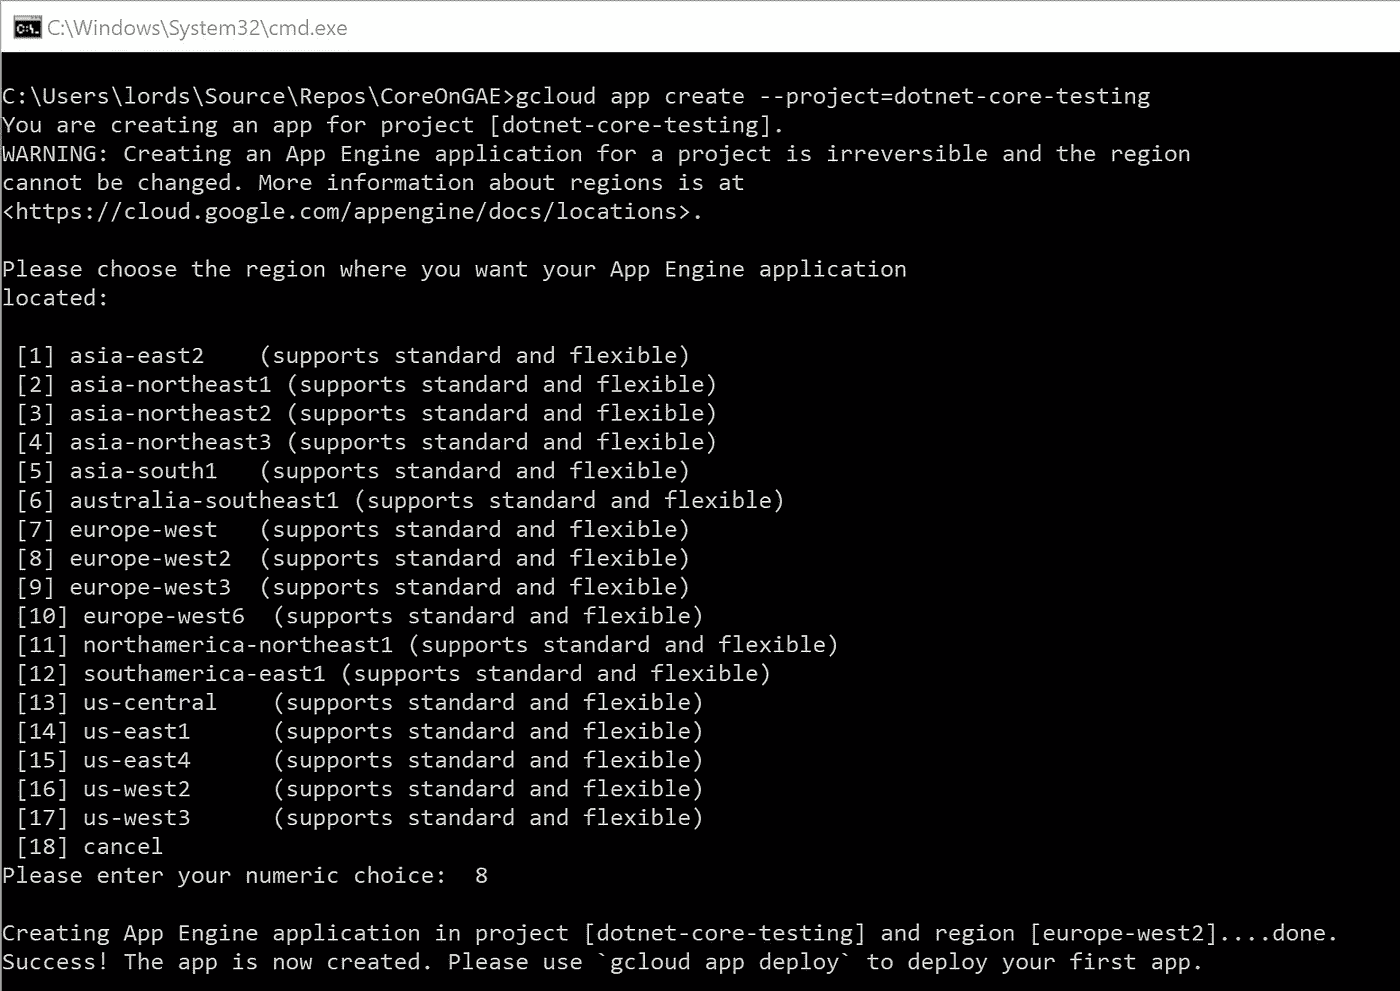 C:\Windows\System32\cmd.exe
C:\Users\lords\Source\Repos\CoreOnGAE>gcloud app create --project=dotnet-core-testing
You are creating an app for project [dotnet-core-testing].
WARNING: Creating an App Engine application for a project is irreversible and the region
cannot be changed. More information about regions is at
<https://cloud.google.com/appengine/docs/locations>.
Please choose the region where you want your App Engine application
located:
[1] asia-east2    (supports standard and flexible)
[2] asia-northeast1 (supports standard and flexible)
[3] asia-northeast2 (supports standard and flexible)
[4] asia-northeast3 (supports standard and flexible)
[5] asia-south1   (supports standard and flexible)
[6] australia-southeast1 (supports standard and flexible)
[7] europe-west   (supports standard and flexible)
[8] europe-west2  (supports standard and flexible)
[9] europe-west3  (supports standard and flexible)
[10] europe-west6  (supports standard and flexible)
[11] northamerica-northeast1 (supports standard and flexible)
[12] southamerica-east1 (supports standard and flexible)
[13] us-central    (supports standard and flexible)
[14] us-east1      (supports standard and flexible)
[15] us-east4      (supports standard and flexible)
[16] us-west2      (supports standard and flexible)
[17] us-west3      (supports standard and flexible)
[18] cancel
Please enter your numeric choice:  8
Creating App Engine application in project [dotnet-core-testing] and region [europe-west2]....done.
Success! The app is now created. Please use `gcloud app deploy` to deploy your first app.